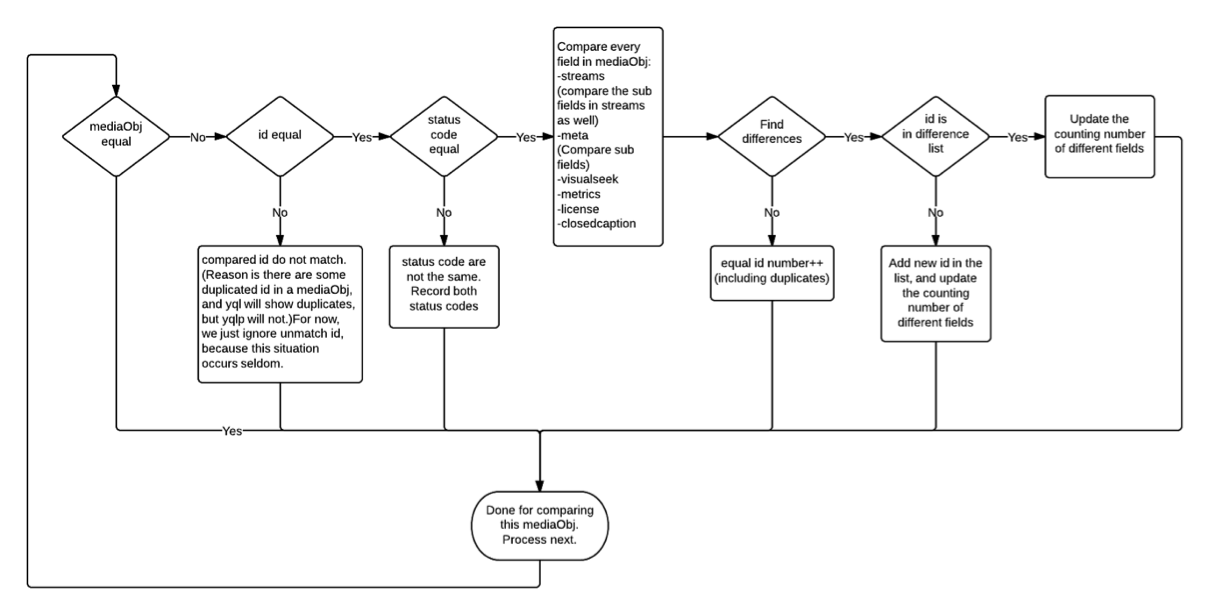 mediaObj
equal
No
id equal
Yes
status
code
equal
Yes
Compare every
field in mediaObj:
-streams
(compare the sub
fields in streams
as well)
-meta
(Compare sub
fields)
-visualseek
-metrics
-license
-closedcaption
Find
differences
Yes
id is
in difference
list
Yes
Update the
counting number
of different fields
No
No
No
No
compared id do not match.
(Reason is there are some
duplicated id in a mediaObj,
and yql will show duplicates,
but yqlp will not.)For now,
we just ignore unmatch id,
because this situation
occurs seldom.
status code are
not the same.
Record both
status codes
equal id number++
(including duplicates)
Add new id in the
list, and update
the counting
number of
different fields
Yes
Done for comparing
this mediaObj.
Process next.